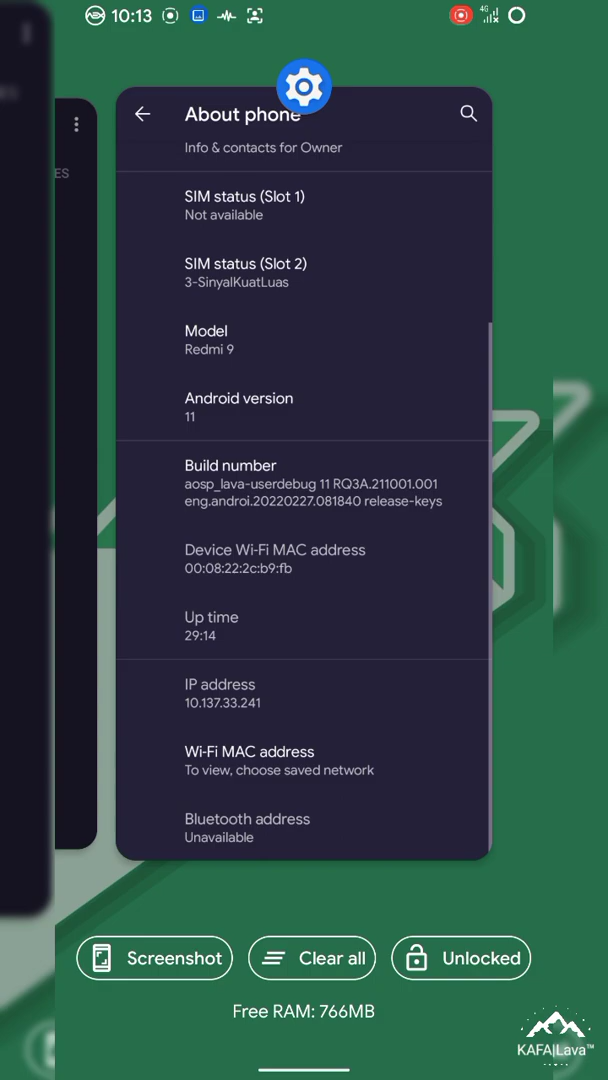 10:13
4G
ES
About phone
Info & contacts for Owner
SIM status (Slot 1)
Not available
SIM status (Slot 2)
3-SinyalKuatLuas
Model
Redmi 9
Android version
11
Build number
aosp_lava-userdebug 11 RQ3A.211001.001
eng.androi.20220227.081840 release-keys
Device Wi-Fi MAC address
00:08:22:2c:b9:fb
Up time
29:14
IP address
10.137.33.241
Wi-Fi MAC address
To view, choose saved network
Bluetooth address
Unavailable
Screenshot
Clear all
Unlocked
Free RAM: 766MB
KAFA|Lava™